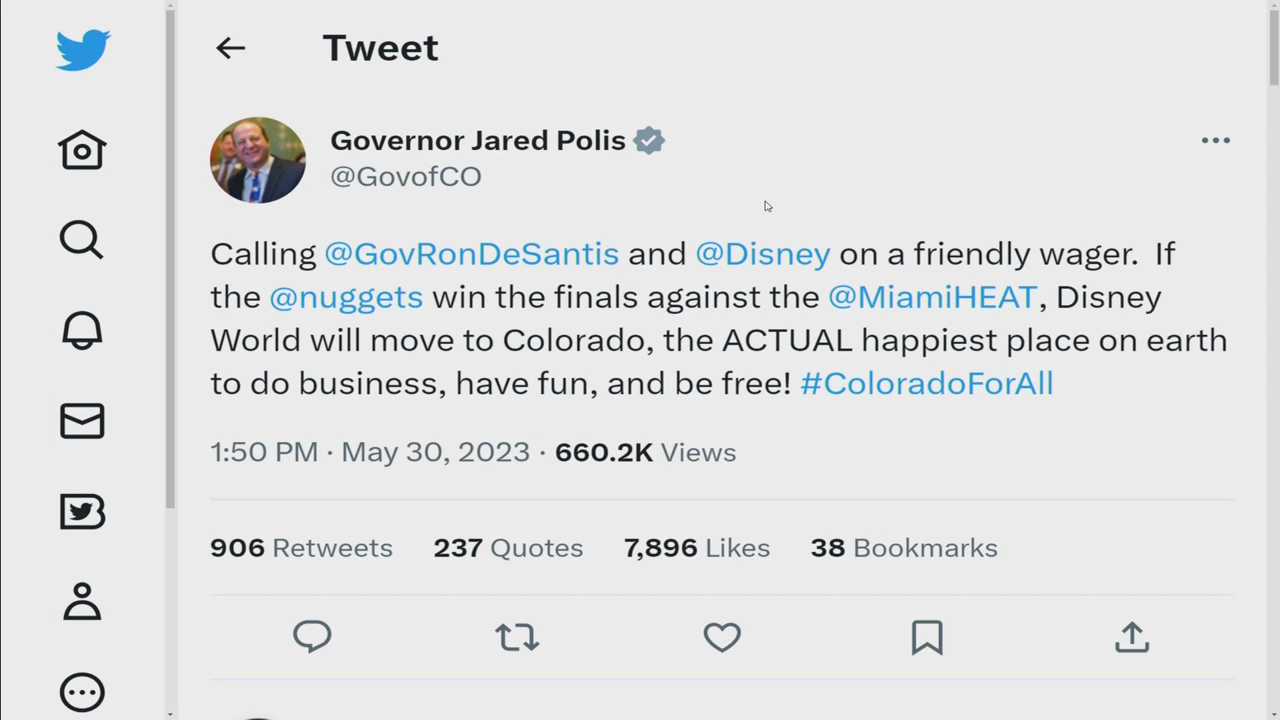 Tweet
Governor Jared Polis
@GovofCO
Calling @GovRonDeSantis and @Disney on a friendly wager.  If
the @nuggets win the finals against the @MiamiHEAT, Disney
World will move to Colorado, the ACTUAL happiest place on earth
to do business, have fun, and be free! #ColoradoForAll
1:50 PM · May 30, 2023 · 660.2K Views
906 Retweets 237 Quotes 7,896 Likes 38 Bookmarks